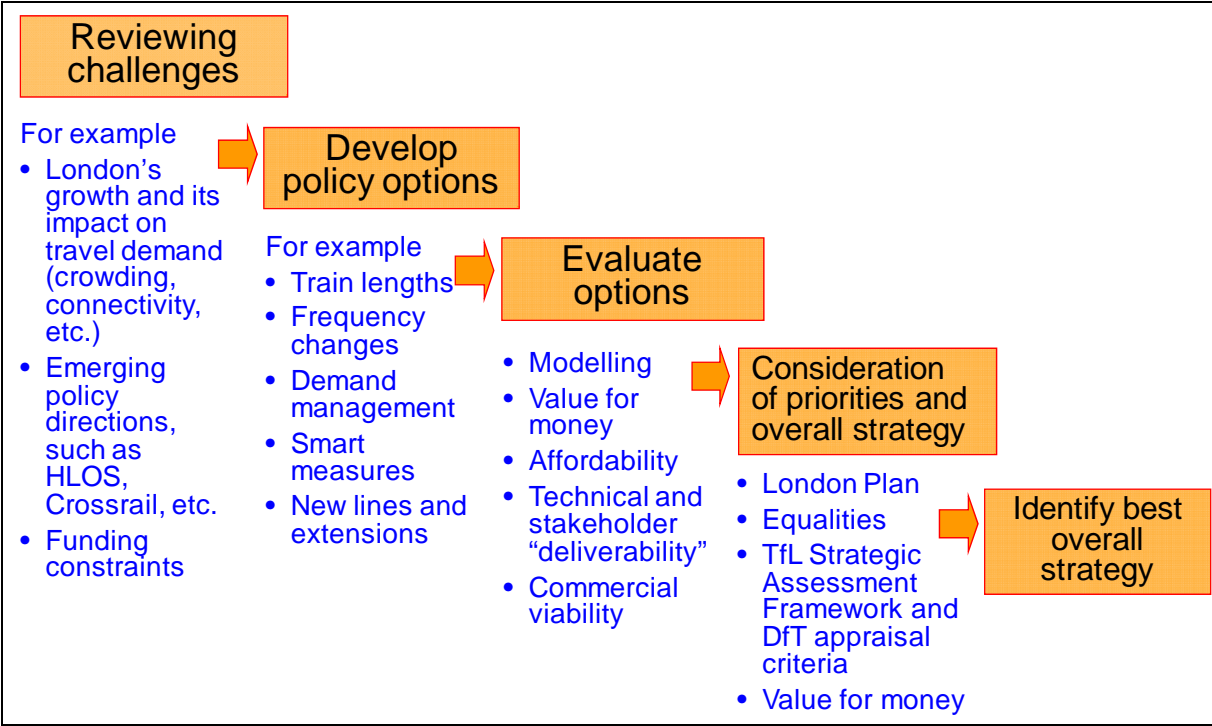 Reviewing
challenges
For example
• London's
growth and its
impact on
travel demand
(crowding,
connectivity,
etc.)
• Emerging
policy
directions,
such as
HLOS,
Crossrail, etc.
• Funding
constraints
Develop
policy options
For example
• Train lengths
• Frequency
changes
• Demand
management
• Smart
measures
• New lines and
extensions
Evaluate
options
• Modelling
• Value for
money
• Affordability
• Technical and
stakeholder
“deliverability”
• Commercial
viability
Consideration
of priorities and
overall strategy
• London Plan
• Equalities
• TfL Strategic
Assessment
Framework and
DfT appraisal
criteria
• Value for money
Identify best
overall
strategy